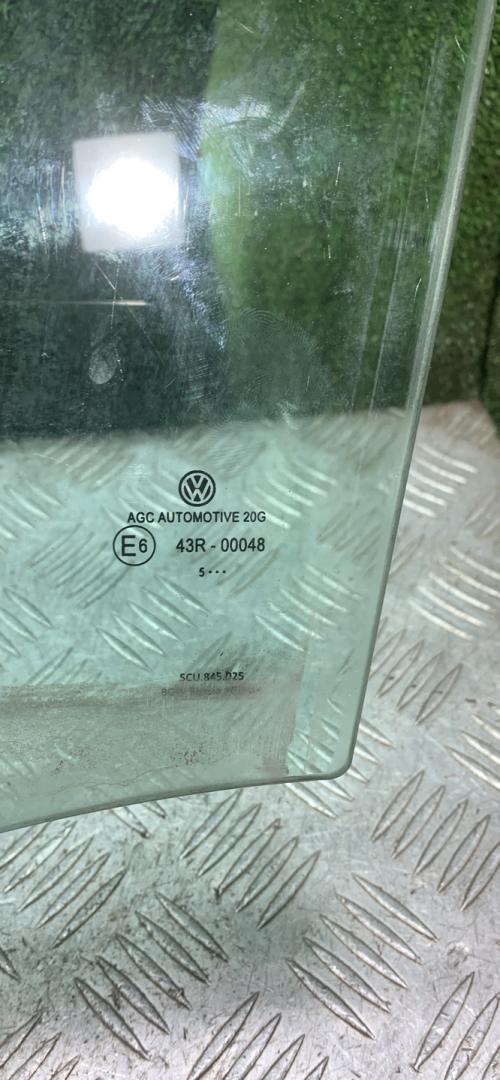 AGC AUTOMOTIVE 20G
E6 43R - 00048
5 •••
5CU.845.025